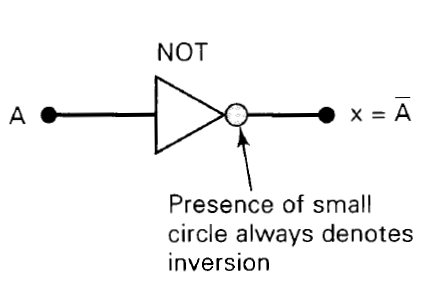 NOT
A
x = A̅
Presence of small
circle always denotes
inversion